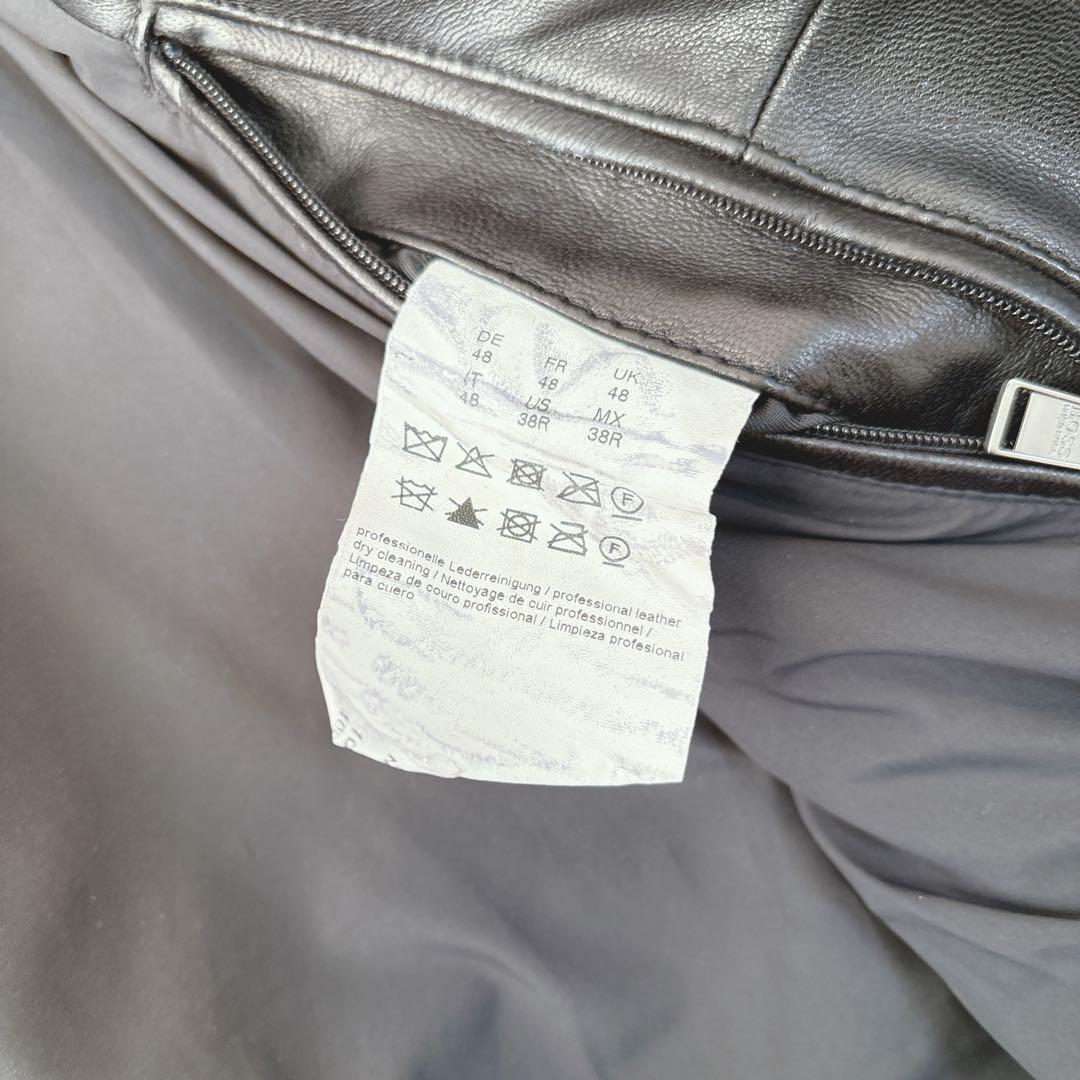 DE FR UK
48 48 48
IT US MX
48 38R 38R
F
F
professionelle Lederreinigung / professional leather
dry cleaning / Nettoyage de cuir professionnel /
Limpeza de couro profissional / Limpieza profesional
para cuero
BOSS